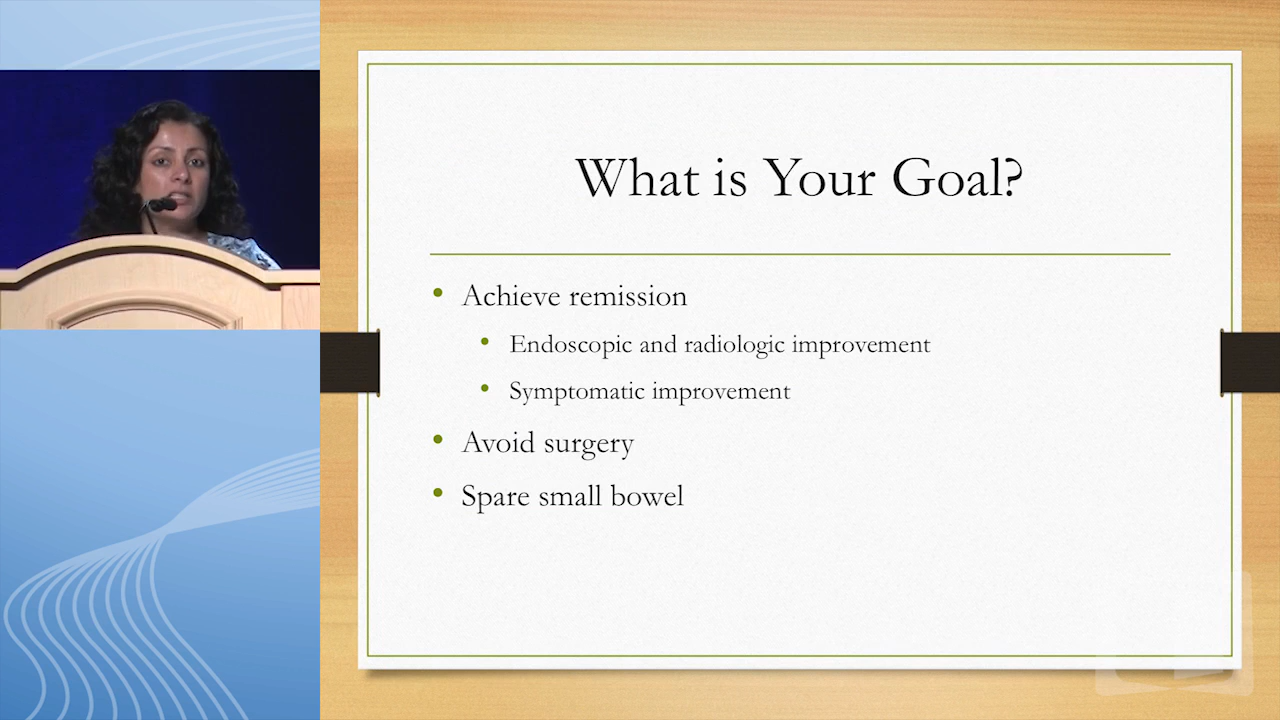 What is Your Goal?
Achieve remission
Endoscopic and radiologic improvement
Symptomatic improvement
Avoid surgery
Spare small bowel